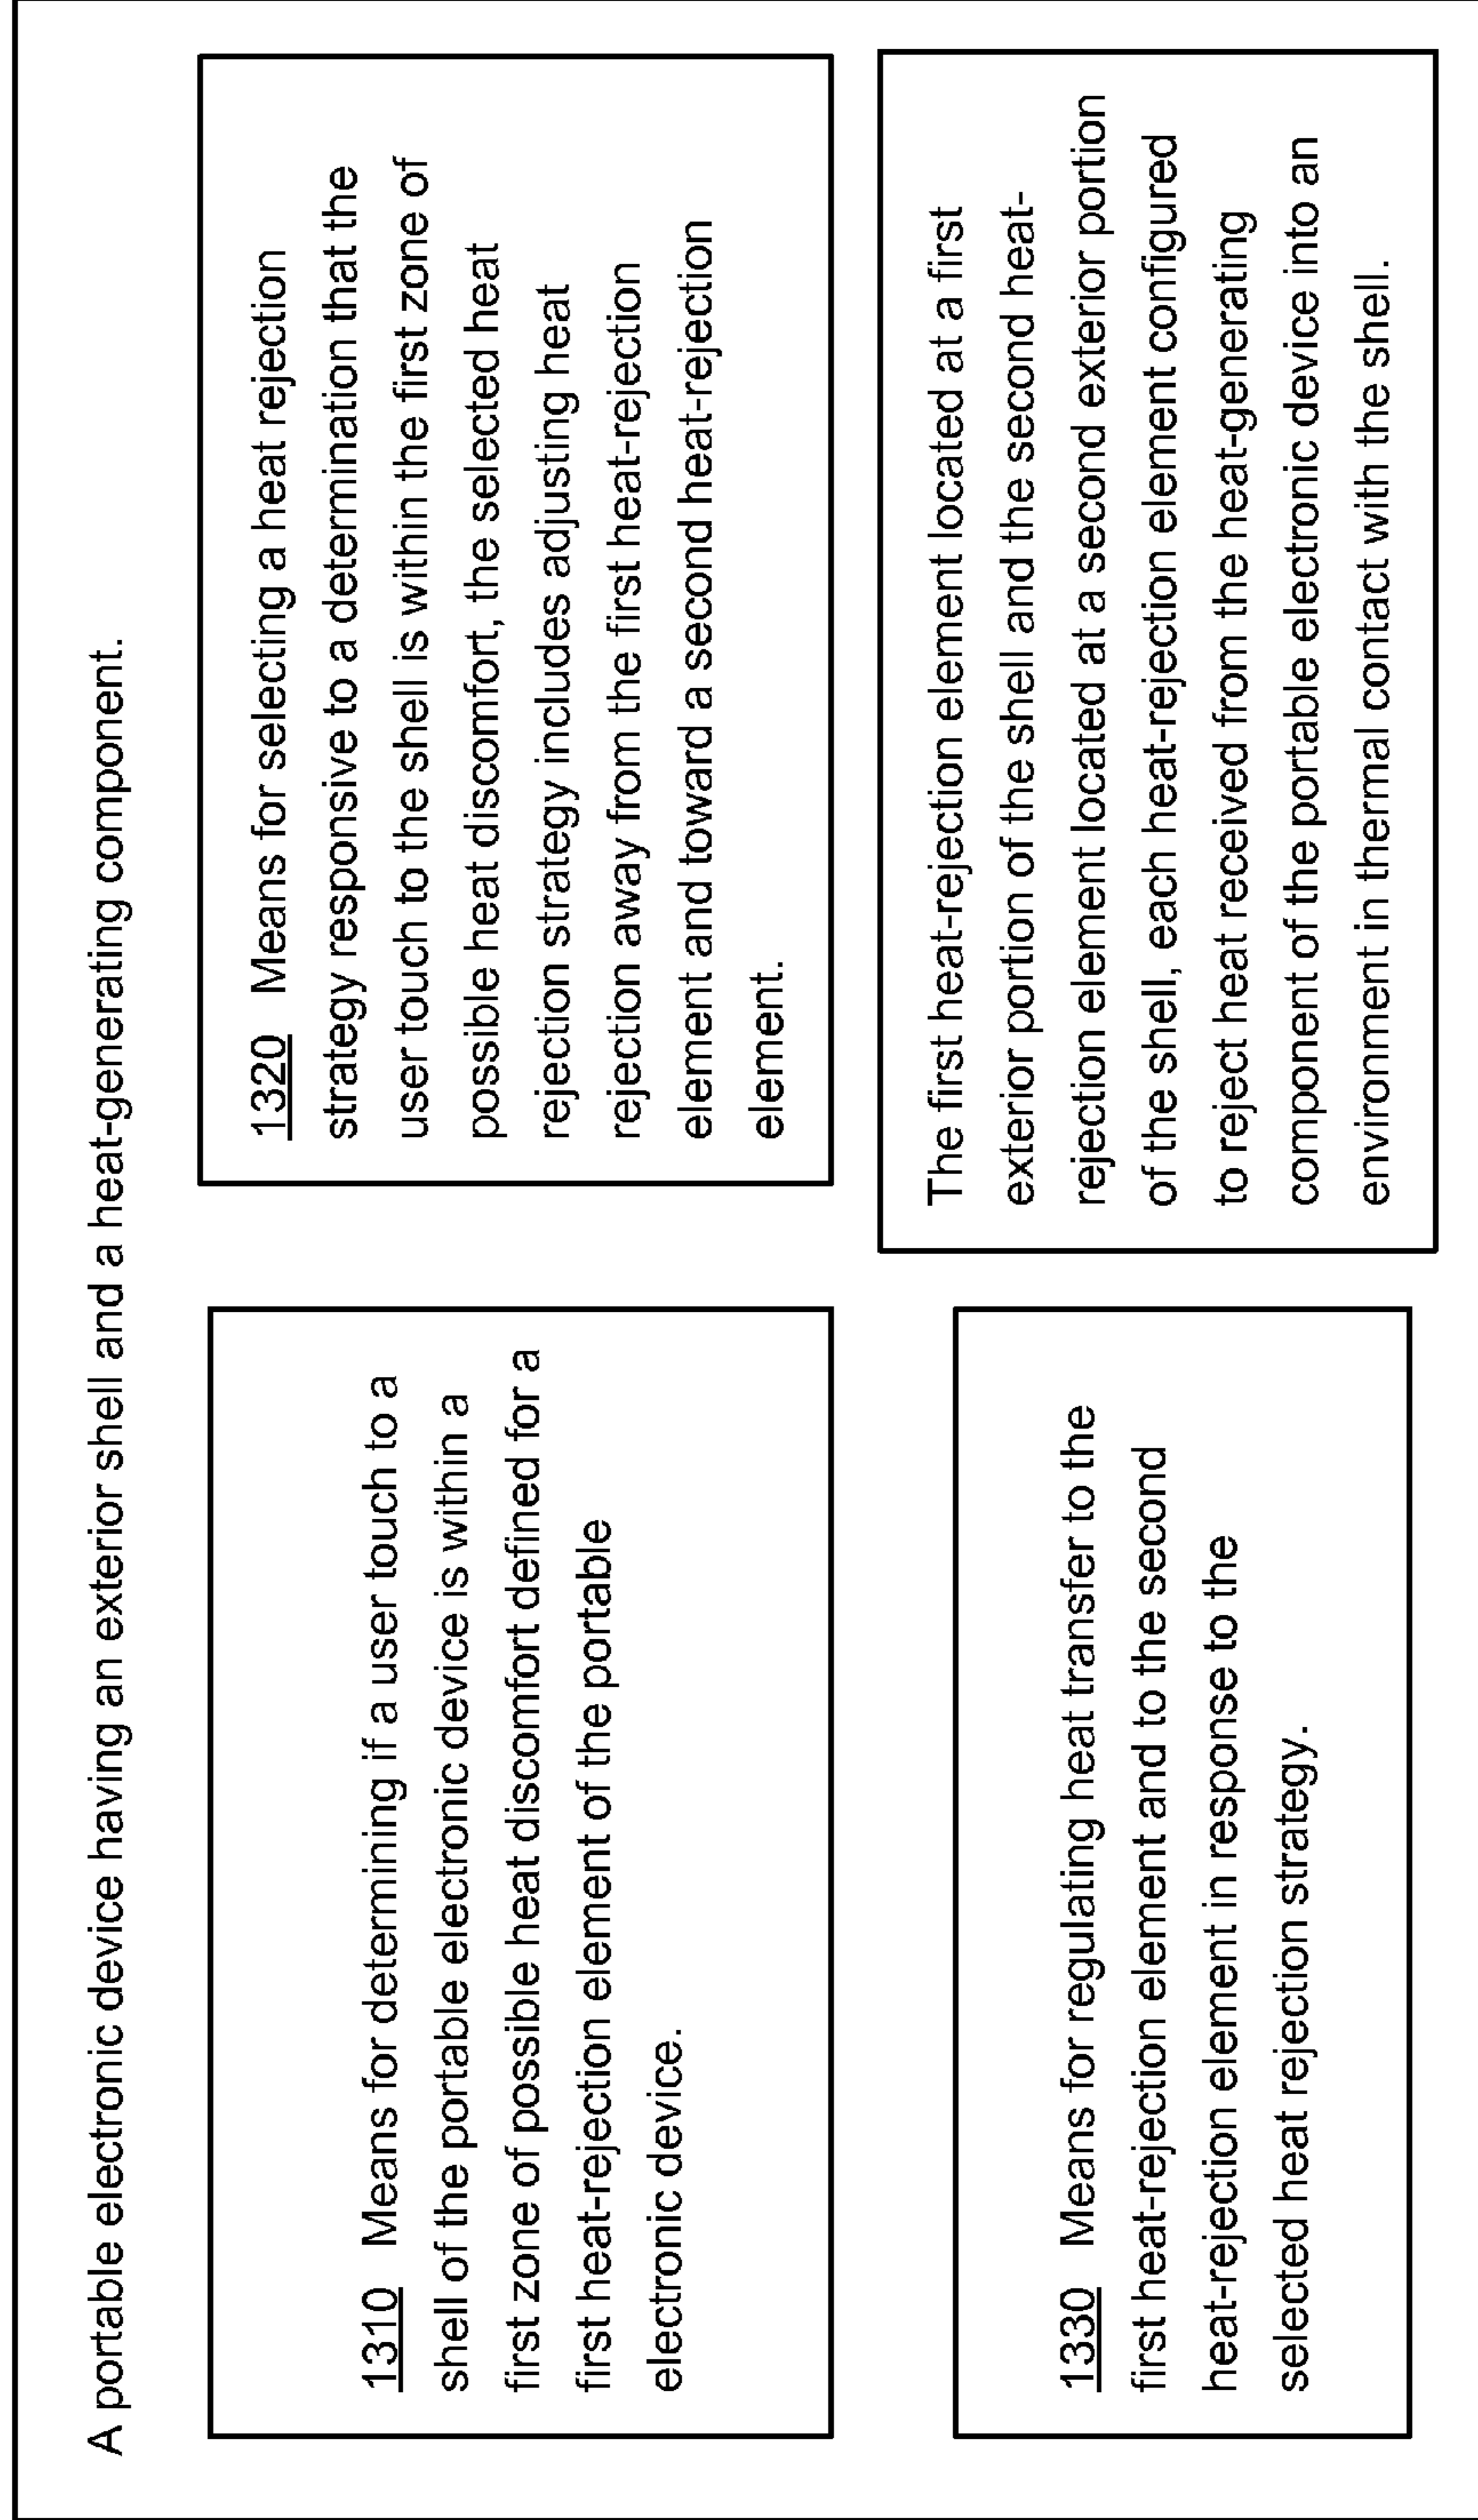 A portable electronic device having an exterior shell and a heat-generating component.
1310 Means for determining if a user touch to a
shell of the portable electronic device is within a
first zone of possible heat discomfort defined for a
first heat-rejection element of the portable
electronic device.
1320 Means for selecting a heat rejection
strategy responsive to a determination that the
user touch to the shell is within the first zone of
possible heat discomfort, the selected heat
rejection strategy includes adjusting heat
rejection away from the first heat-rejection
element and toward a second heat-rejection
element.
1330 Means for regulating heat transfer to the
first heat-rejection element and to the second
heat-rejection element in response to the
selected heat rejection strategy.
The first heat-rejection element located at a first
exterior portion of the shell and the second heat-
rejection element located at a second exterior portion
of the shell, each heat-rejection element configured
to reject heat received from the heat-generating
component of the portable electronic device into an
environment in thermal contact with the shell.